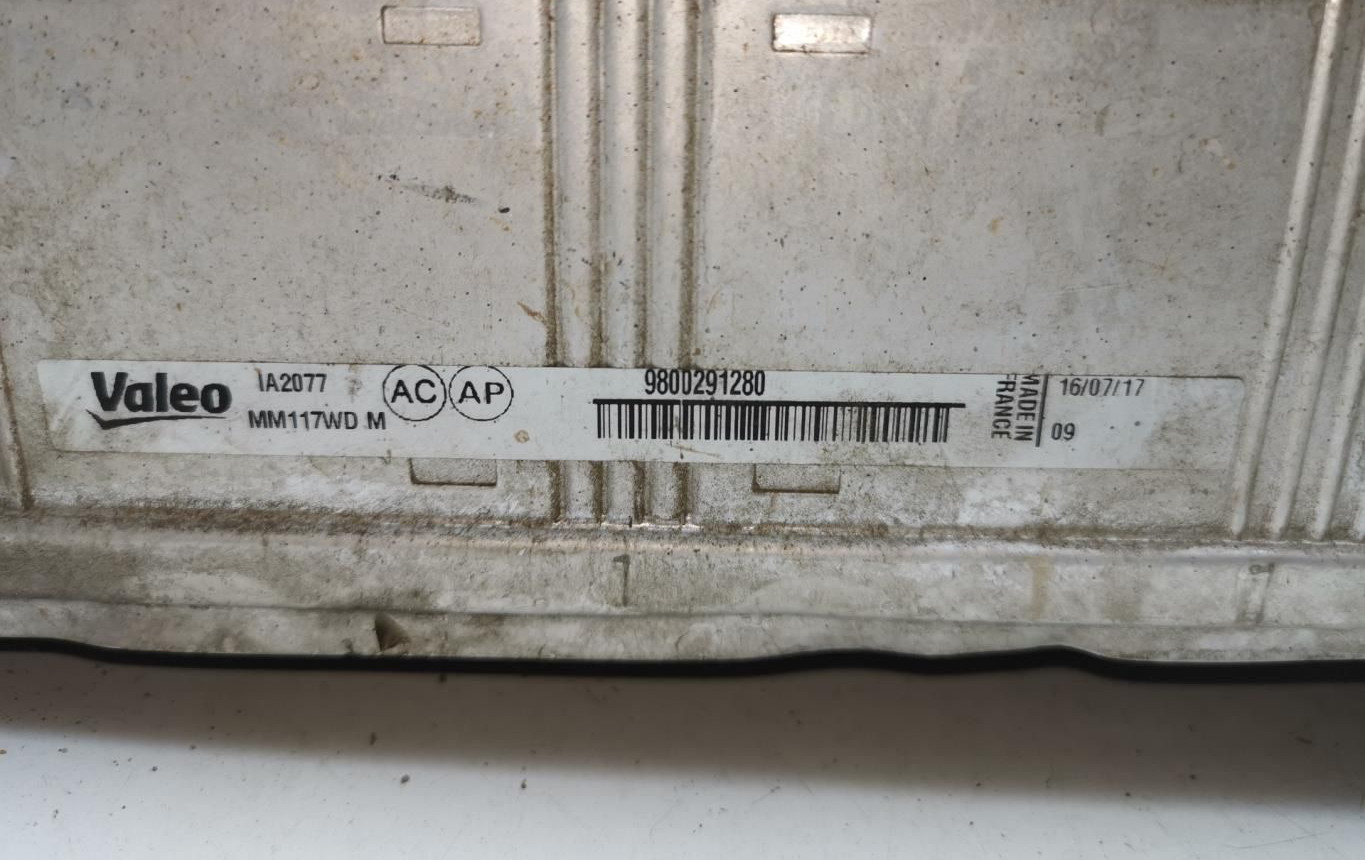 Valeo
IA2077
MM117WD M
AC
AP
9800291280
MADE IN
FRANCE
16/07/17
09